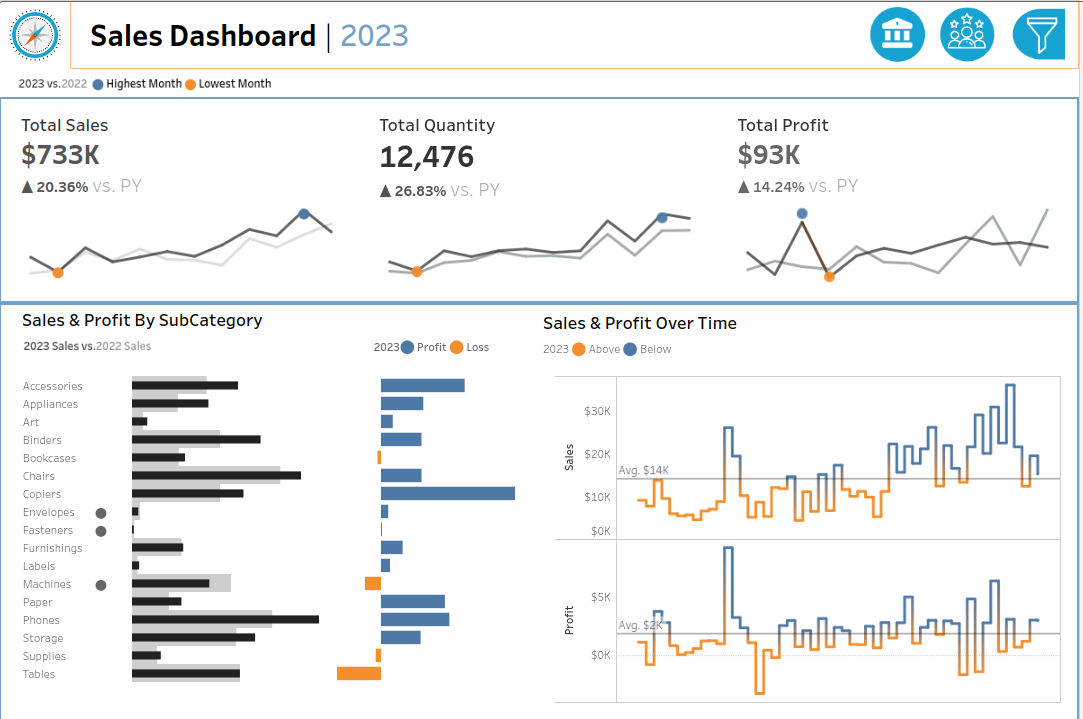 Sales Dashboard | 2023
2023 vs.2022 Highest Month Lowest Month
Total Sales
$733K
▲ 20.36% vs. PY
Total Quantity
12,476
▲ 26.83% vs. PY
Total Profit
$93K
▲ 14.24% vs. PY
Sales & Profit By SubCategory
2023 Sales vs.2022 Sales
2023 Profit Loss
Accessories
Appliances
Art
Binders
Bookcases
Chairs
Copiers
Envelopes
Fasteners
Furnishings
Labels
Machines
Paper
Phones
Storage
Supplies
Tables
Sales & Profit Over Time
2023 Above Below
Sales
$30K
$20K
Avg. $14K
$10K
$0K
Profit
$5K
Avg. $2K
$0K